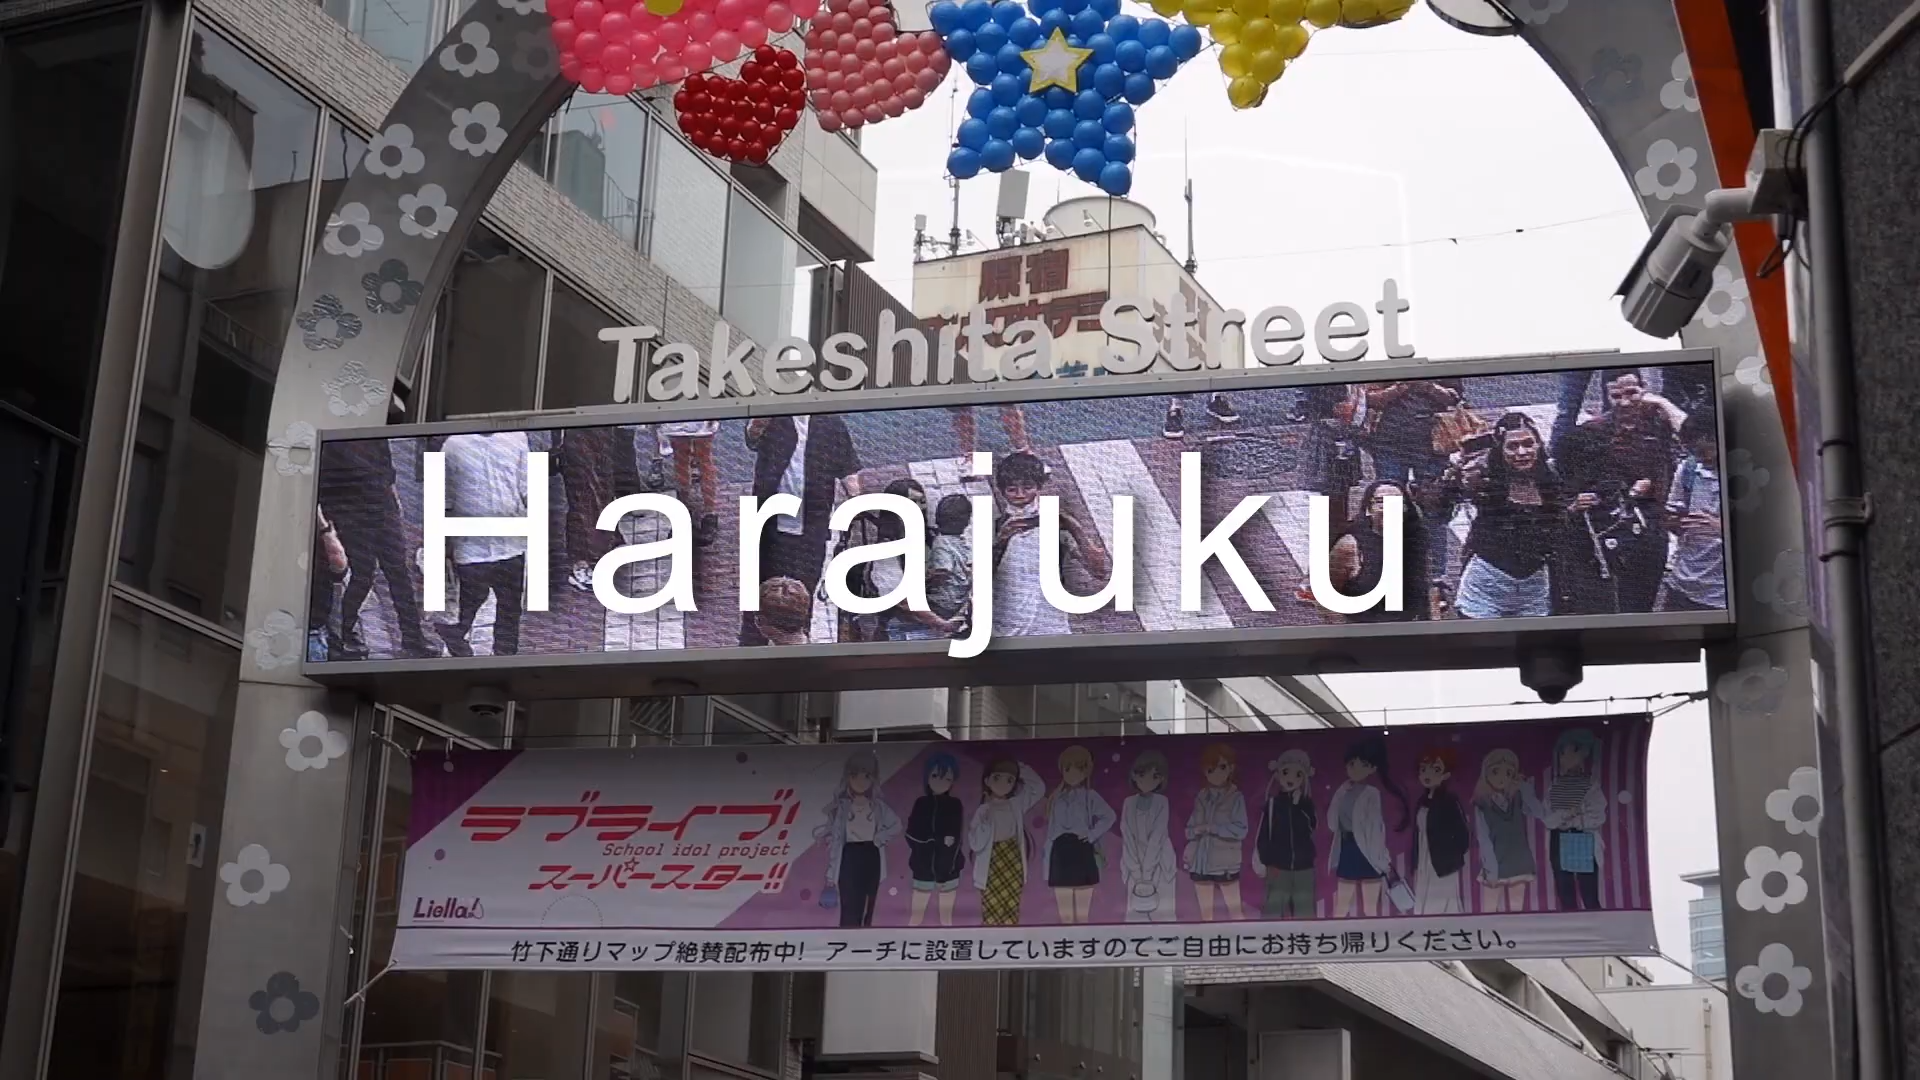 原宿
Takeshita Street
Harajuku
ラブライブ!
School idol project
スーパースター!!
Liella!
竹下通りマップ絶賛配布中! アーチに設置していますのでご自由にお持ち帰りください。